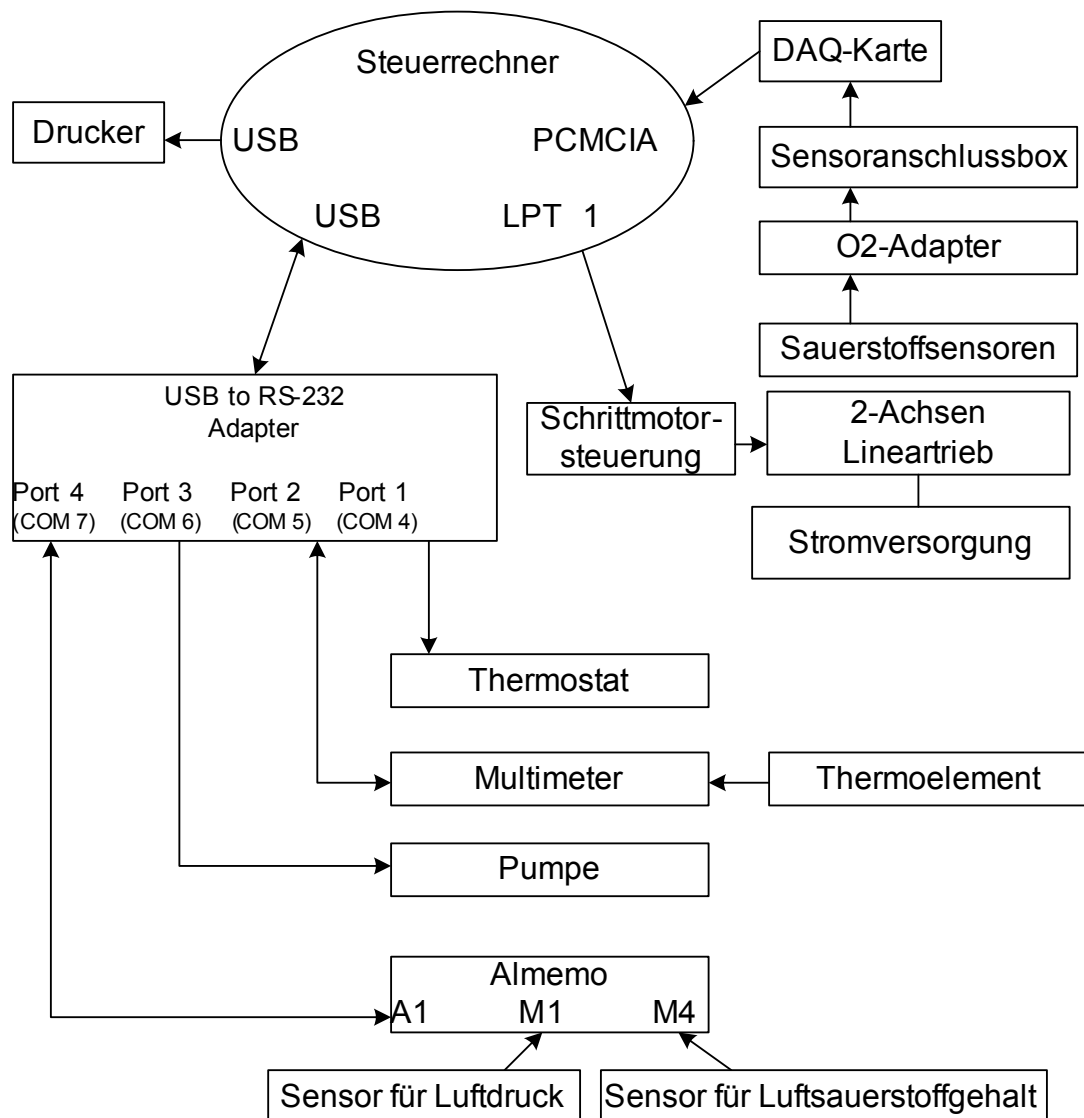 Steuerrechner
DAQ-Karte
Drucker
USB
PCMCIA
Sensoranschlussbox
USB
LPT 1
O2-Adapter
Sauerstoffsensoren
USB to RS-232
Adapter
Schrittmotor-
steuerung
2-Achsen
Lineartrieb
Port 4
(COM 7)
Port 3
(COM 6)
Port 2
(COM 5)
Port 1
(COM 4)
Stromversorgung
Thermostat
Multimeter
Thermoelement
Pumpe
Almemo
A1
M1
M4
Sensor für Luftdruck
Sensor für Luftsauerstoffgehalt